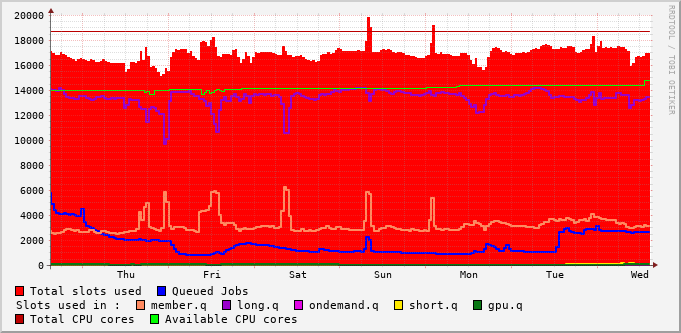 RRDTOOL / TOBI OETIKER
20000
18000
16000
14000
12000
10000
8000
6000
4000
2000
0
Thu Fri Sat Sun Mon Tue Wed
Total slots used Queued Jobs
Slots used in : member.q long.q ondemand.q short.q gpu.q
Total CPU cores Available CPU cores